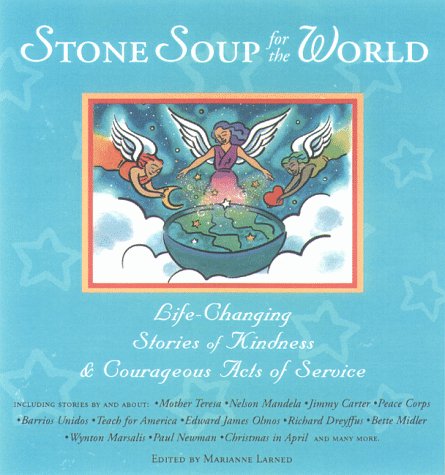 STONE SOUP for the WORLD
Life-Changing
Stories of Kindness
& Courageous Acts of Service
INCLUDING STORIES BY AND ABOUT: •Mother Teresa •Nelson Mandela •Jimmy Carter •Peace Corps
•Barrios Unidos •Teach for America •Edward James Olmos •Richard Dreyffus •Bette Midler
•Wynton Marsalis •Paul Newman •Christmas in April AND MANY MORE.
EDITED BY MARIANNE LARNED